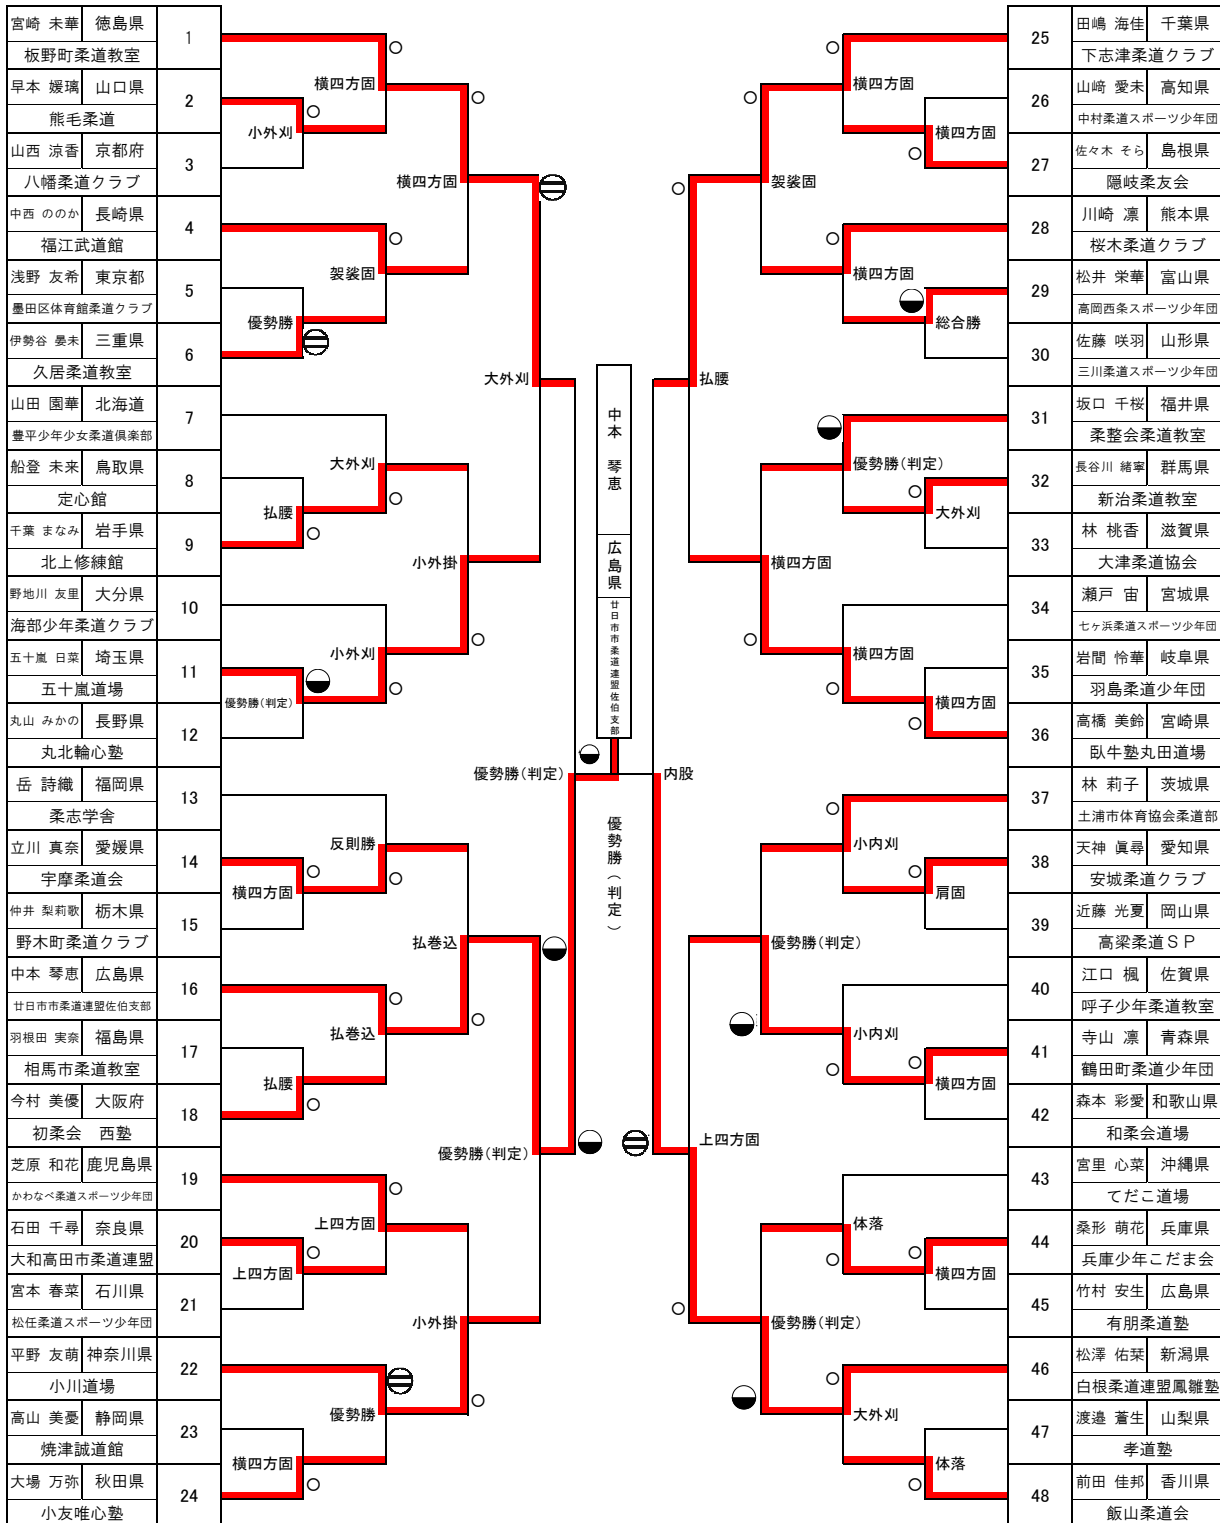 宮崎 未華 徳島県
1
板野町柔道教室
早本 媛璃 山口県
2
熊毛柔道
山西 涼香 京都府
3
八幡柔道クラブ
中西 ののか 長崎県
4
福江武道館
浅野 友希 東京都
5
墨田区体育館柔道クラブ
伊勢谷 晏未 三重県
6
久居柔道教室
山田 園華 北海道
7
豊平少年少女柔道倶楽部
船登 未来 鳥取県
8
定心館
千葉 まなみ 岩手県
9
北上修練館
野地川 友里 大分県
10
海部少年柔道クラブ
五十嵐 日菜 埼玉県
11
五十嵐道場
丸山 みかの 長野県
12
丸北輪心塾
岳 詩織 福岡県
13
柔志学舎
立川 真奈 愛媛県
14
宇摩柔道会
仲井 梨莉歌 栃木県
15
野木町柔道クラブ
中本 琴恵 広島県
16
廿日市市柔道連盟佐伯支部
羽根田 実奈 福島県
17
相馬市柔道教室
今村 美優 大阪府
18
初柔会 西塾
芝原 和花 鹿児島県
19
かわなべ柔道スポーツ少年団
石田 千尋 奈良県
20
大和高田市柔道連盟
宮本 春菜 石川県
21
松任柔道スポーツ少年団
平野 友萌 神奈川県
22
小川道場
高山 美憂 静岡県
23
焼津誠道館
大場 万弥 秋田県
24
小友唯心塾
横四方固
小外刈
横四方固
袈裟固
優勢勝
大外刈
大外刈
払腰
小外掛
小外刈
優勢勝(判定)
優勢勝(判定)
反則勝
横四方固
払巻込
払巻込
払腰
優勢勝(判定)
上四方固
上四方固
小外掛
優勢勝
横四方固
中本 琴恵
広島県
廿日市市柔道連盟佐伯支部
優勢勝(判定)
横四方固
横四方固
袈裟固
横四方固
総合勝
払腰
優勢勝(判定)
大外刈
横四方固
横四方固
横四方固
内股
小内刈
肩固
優勢勝(判定)
小内刈
横四方固
上四方固
体落
横四方固
優勢勝(判定)
大外刈
体落
25
田嶋 海佳 千葉県
下志津柔道クラブ
26
山﨑 愛未 高知県
中村柔道スポーツ少年団
27
佐々木 そら 島根県
隠岐柔友会
28
川崎 凛 熊本県
桜木柔道クラブ
29
松井 栄華 富山県
高岡西条スポーツ少年団
30
佐藤 咲羽 山形県
三川柔道スポーツ少年団
31
坂口 千桜 福井県
柔整会柔道教室
32
長谷川 緒寧 群馬県
新治柔道教室
33
林 桃香 滋賀県
大津柔道協会
34
瀬戸 宙 宮城県
七ヶ浜柔道スポーツ少年団
35
岩間 怜華 岐阜県
羽島柔道少年団
36
高橋 美鈴 宮崎県
臥牛塾丸田道場
37
林 莉子 茨城県
土浦市体育協会柔道部
38
天神 眞尋 愛知県
安城柔道クラブ
39
近藤 光夏 岡山県
高梁柔道ＳＰ
40
江口 楓 佐賀県
呼子少年柔道教室
41
寺山 凛 青森県
鶴田町柔道少年団
42
森本 彩愛 和歌山県
和柔会道場
43
宮里 心菜 沖縄県
てだこ道場
44
桑形 萌花 兵庫県
兵庫少年こだま会
45
竹村 安生 広島県
有朋柔道塾
46
松澤 佑栞 新潟県
白根柔道連盟鳳雛塾
47
渡邉 蒼生 山梨県
孝道塾
48
前田 佳邦 香川県
飯山柔道会